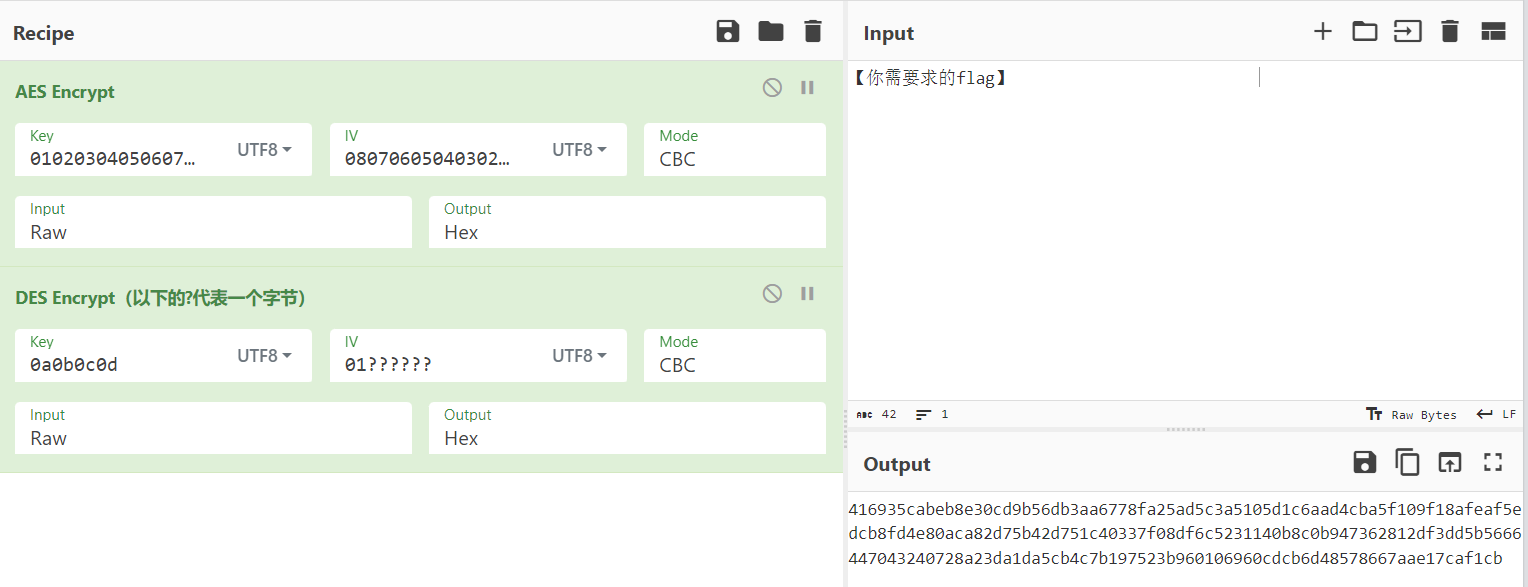 Recipe
AES Encrypt
Key
01020304050607...
UTF8
IV
08070605040302...
UTF8
Mode
CBC
Input
Raw
Output
Hex
DES Encrypt（以下的?代表一个字节）
Key
0a0b0c0d
UTF8
IV
01??????
UTF8
Mode
CBC
Input
Raw
Output
Hex
Input
【你需要求的flag】
ABC 42 1
Tт Raw Bytes LF
Output
416935cabeb8e30cd9b56db3aa6778fa25ad5c3a5105d1c6aad4cba5f109f18afeaf5e
dcb8fd4e80aca82d75b42d751c40337f08df6c5231140b8c0b947362812df3dd5b5666
447043240728a23da1da5cb4c7b197523b960106960cdcb6d48578667aae17caf1cb